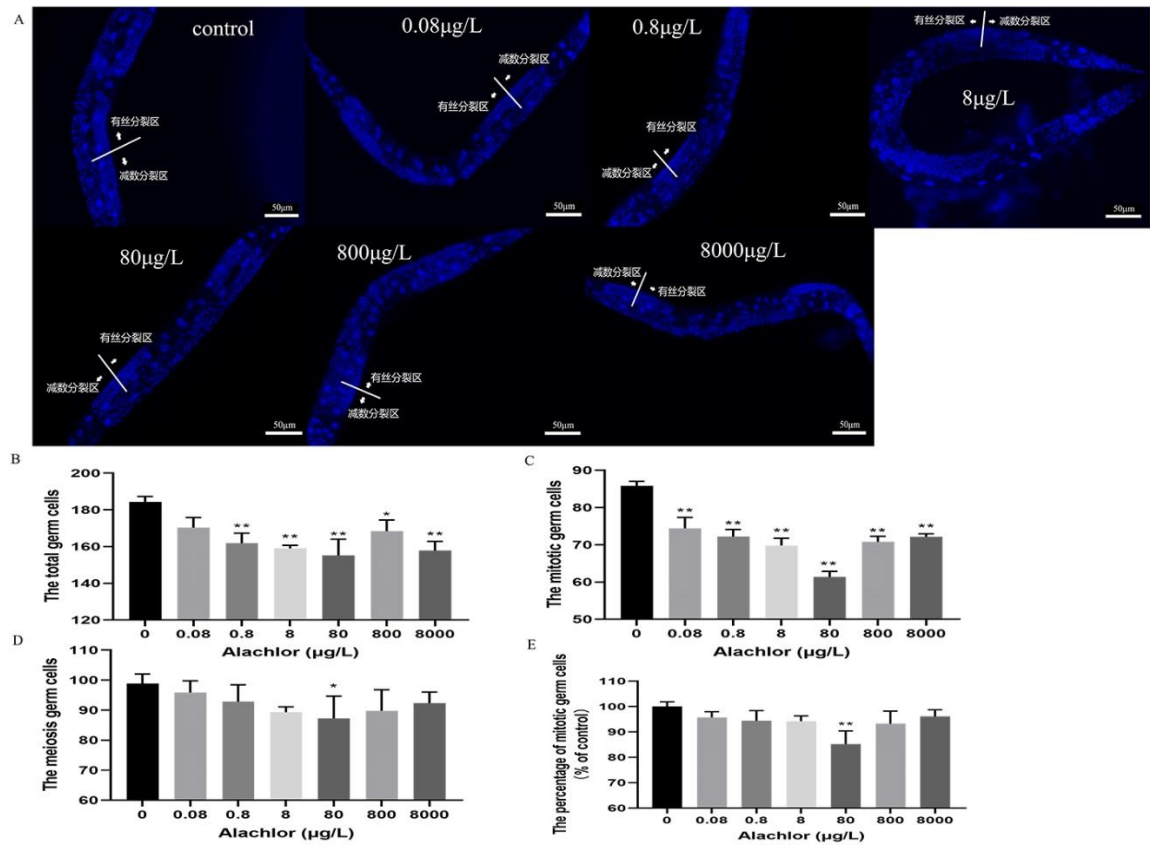 A
control
有丝分裂区
减数分裂区
50μm
0.08μg/L
减数分裂区
有丝分裂区
50μm
0.8μg/L
有丝分裂区
减数分裂区
50μm
有丝分裂区 减数分裂区
8μg/L
50μm
80μg/L
有丝分裂区
减数分裂区
50μm
800μg/L
有丝分裂区
减数分裂区
50μm
8000μg/L
减数分裂区
有丝分裂区
50μm
B
The total germ cells
200
180
160
140
120
** ** ** * **
0 0.08 0.8 8 80 800 8000
Alachlor (μg/L)
C
The mitotic germ cells
90
80
70
60
50
** ** ** ** ** **
0 0.08 0.8 8 80 800 8000
Alachlor (μg/L)
D
The meiosis germ cells
110
100
90
80
70
60
*
0 0.08 0.8 8 80 800 8000
Alachlor (μg/L)
E
The percentage of mitotic germ cells
(% of control)
110
100
90
80
70
60
**
0 0.08 0.8 8 80 800 8000
Alachlor (μg/L)